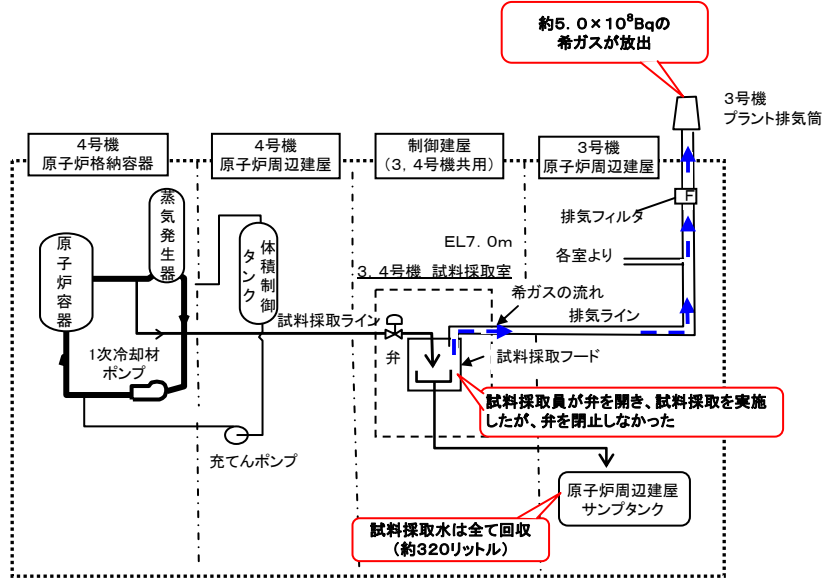 約5.0×10⁸Bqの
希ガスが放出
3号機
プラント排気筒
4号機
原子炉格納容器
4号機
原子炉周辺建屋
制御建屋
(3,4号機共用)
3号機
原子炉周辺建屋
蒸気発生器
原子炉容器
体積制御
タンク
F
排気フィルタ
EL7.0m
各室より
3,4号機 試料採取室
希ガスの流れ
試料採取ライン
排気ライン
弁
試料採取フード
1次冷却材
ポンプ
試料採取員が弁を開き、試料採取を実施
したが、弁を閉止しなかった
充てんポンプ
原子炉周辺建屋
サンプタンク
試料採取水は全て回収
(約320リットル)